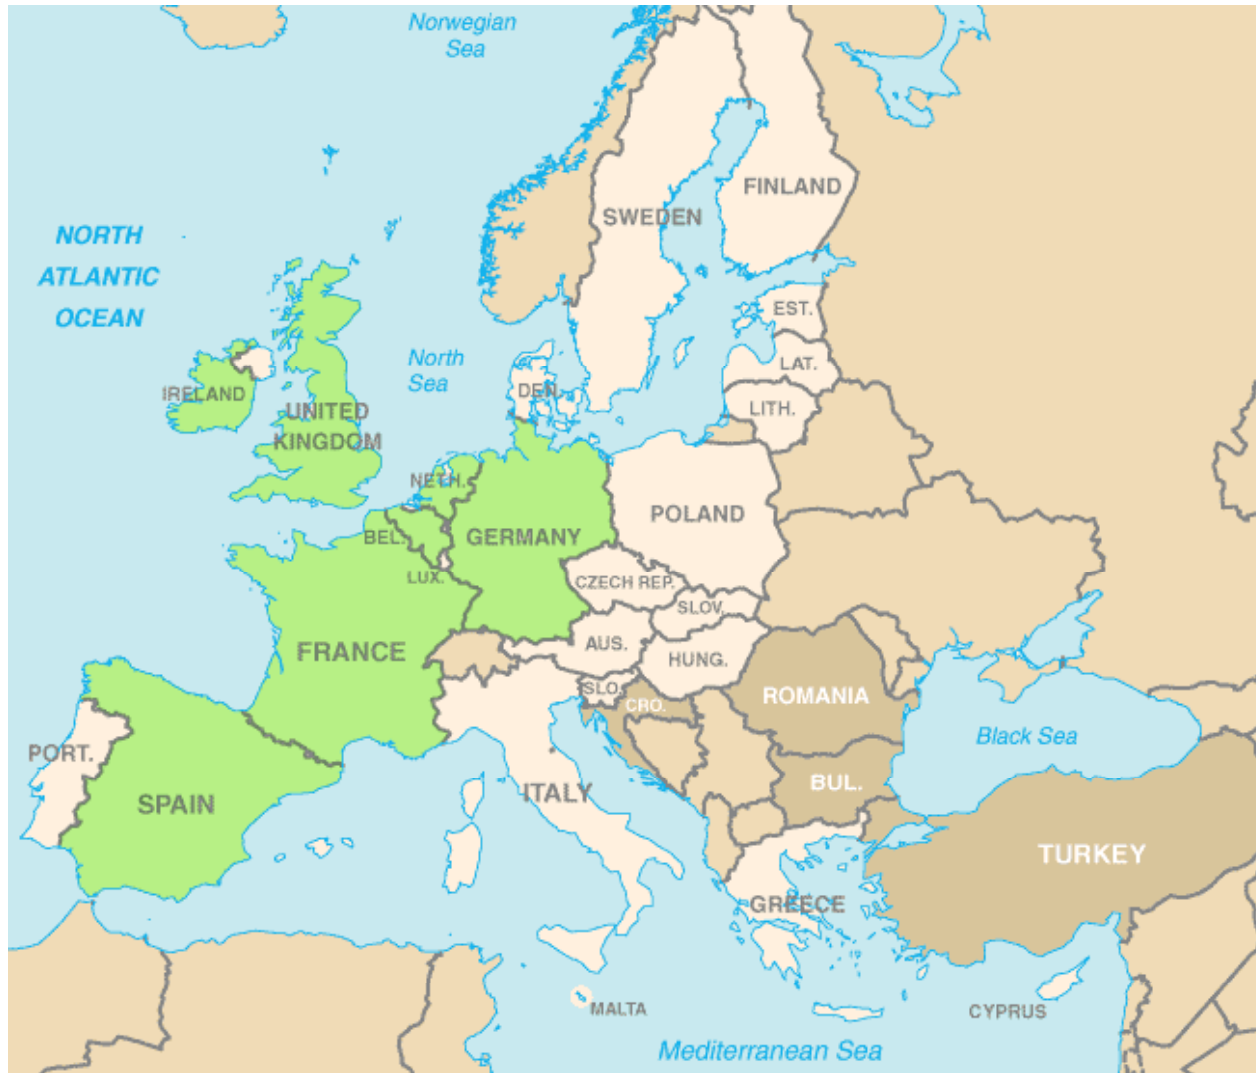 Norwegian
Sea
FINLAND
SWEDEN
NORTH
ATLANTIC
OCEAN
EST.
North
Sea
LAT.
IRELAND
DEN.
UNITED
KINGDOM
LITH.
NETH.
POLAND
BEL.
GERMANY
LUX.
CZECH REP.
SLOV.
AUS.
FRANCE
HUNG.
SLO.
CRO.
ROMANIA
Black Sea
PORT.
SPAIN
ITALY
BUL.
TURKEY
GREECE
MALTA
CYPRUS
Mediterranean Sea